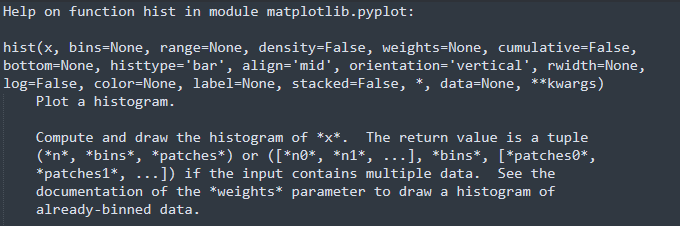 Help on function hist in module matplotlib.pyplot:
hist(x, bins=None, range=None, density=False, weights=None, cumulative=False,
bottom=None, histtype='bar', align='mid', orientation='vertical', rwidth=None,
log=False, color=None, label=None, stacked=False, *, data=None, **kwargs)
Plot a histogram.
Compute and draw the histogram of *x*.  The return value is a tuple
(*n*, *bins*, *patches*) or ([*n0*, *n1*, ...], *bins*, [*patches0*,
*patches1*, ...]) if the input contains multiple data.  See the
documentation of the *weights* parameter to draw a histogram of
already-binned data.